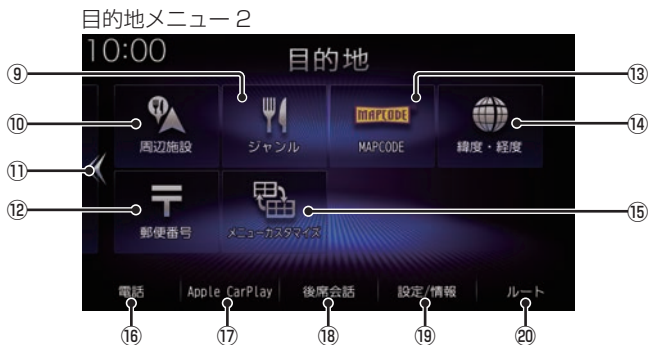 目的地メニュー 2
10:00 目的地
⑨ ⑬
⑩ 周辺施設 ジャンル MAPCODE MAPCODE 緯度・経度 ⑭
⑪
⑫ 郵便番号 メニューカスタマイズ ⑮
電話 Apple CarPlay 後席会話 設定/情報 ルート
⑯ ⑰ ⑱ ⑲ ⑳